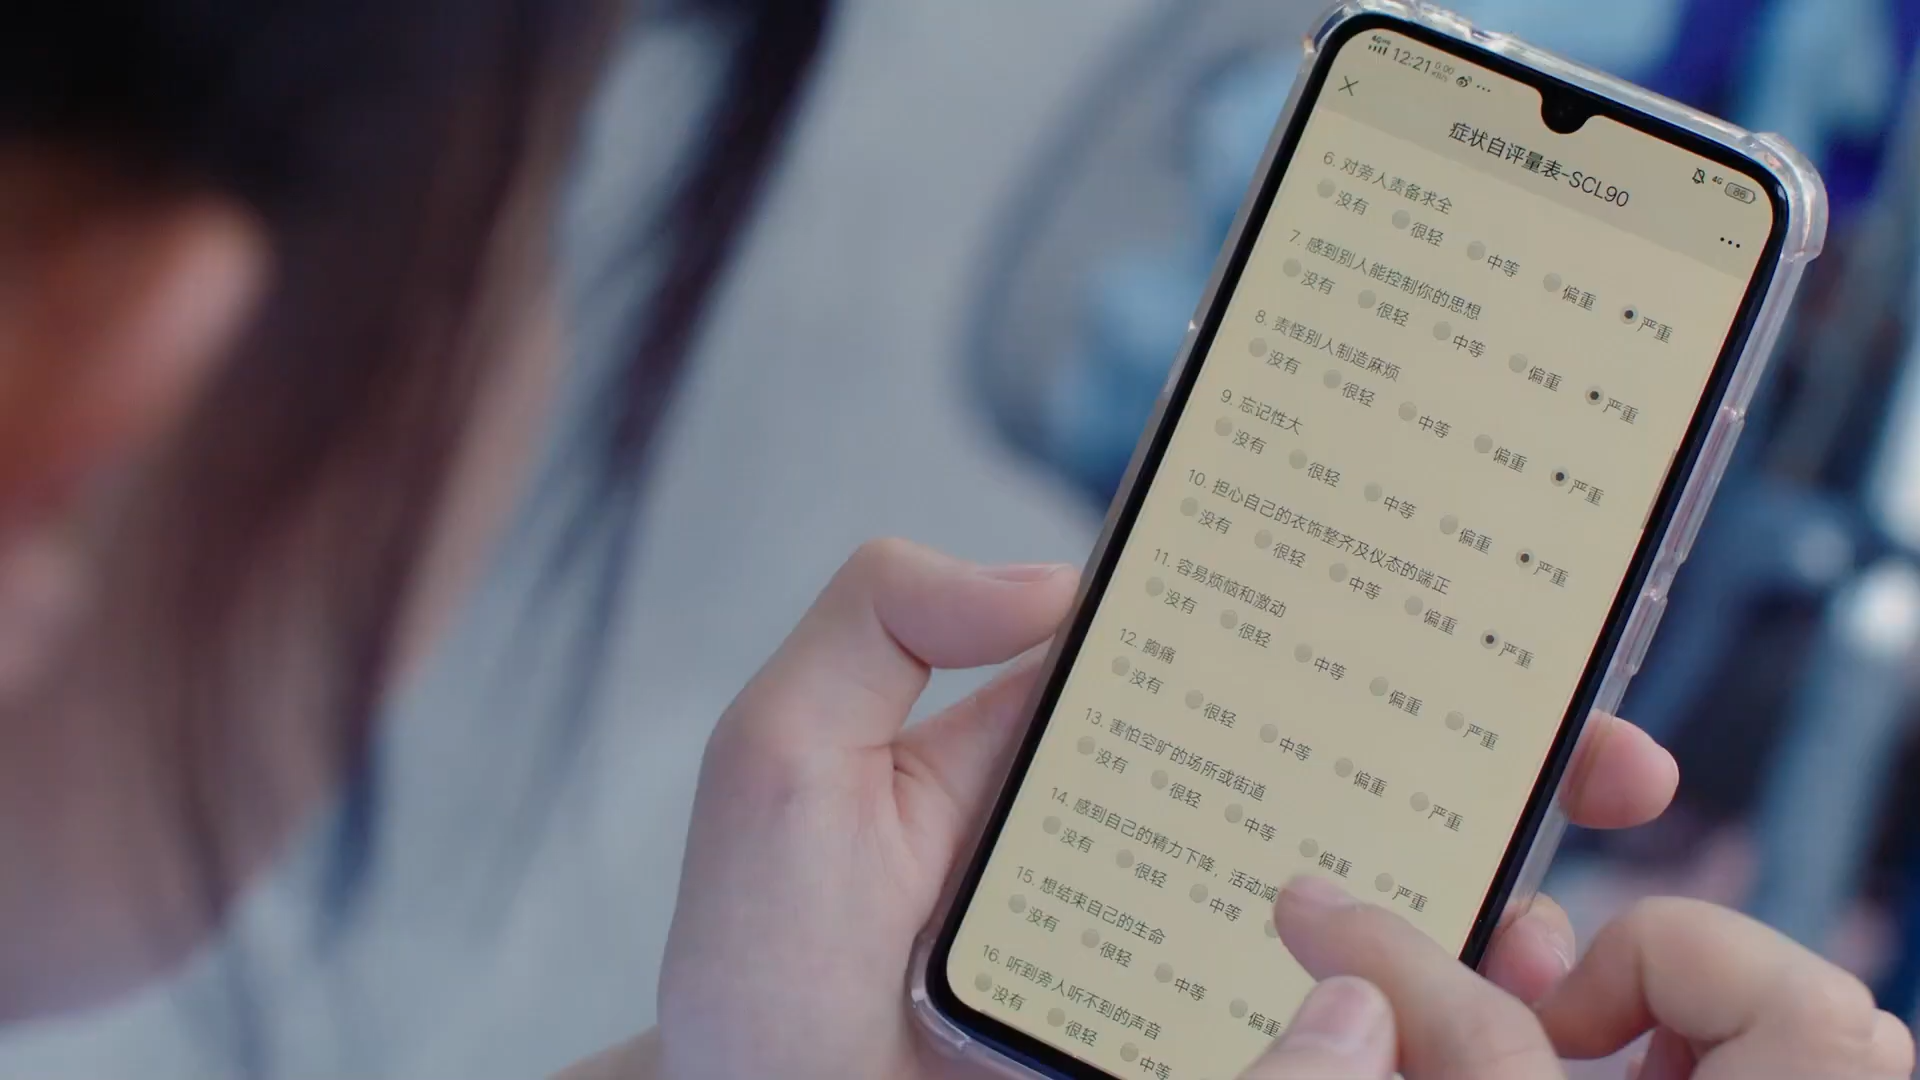 12:21
症状自评量表-SCL90
4G 86
6. 对旁人责备求全
没有 很轻 中等 偏重 严重
7. 感到别人能控制你的思想
没有 很轻 中等 偏重 严重
8. 责怪别人制造麻烦
没有 很轻 中等 偏重 严重
9. 忘记性大
没有 很轻 中等 偏重 严重
10. 担心自己的衣饰整齐及仪态的端正
没有 很轻 中等 偏重 严重
11. 容易烦恼和激动
没有 很轻 中等 偏重 严重
12. 胸痛
没有 很轻 中等 偏重 严重
13. 害怕空旷的场所或街道
没有 很轻 中等 偏重 严重
14. 感到自己的精力下降，活动减
没有 很轻 中等
15. 想结束自己的生命
没有 很轻 中等 偏重
16. 听到旁人听不到的声音
没有 很轻 中等